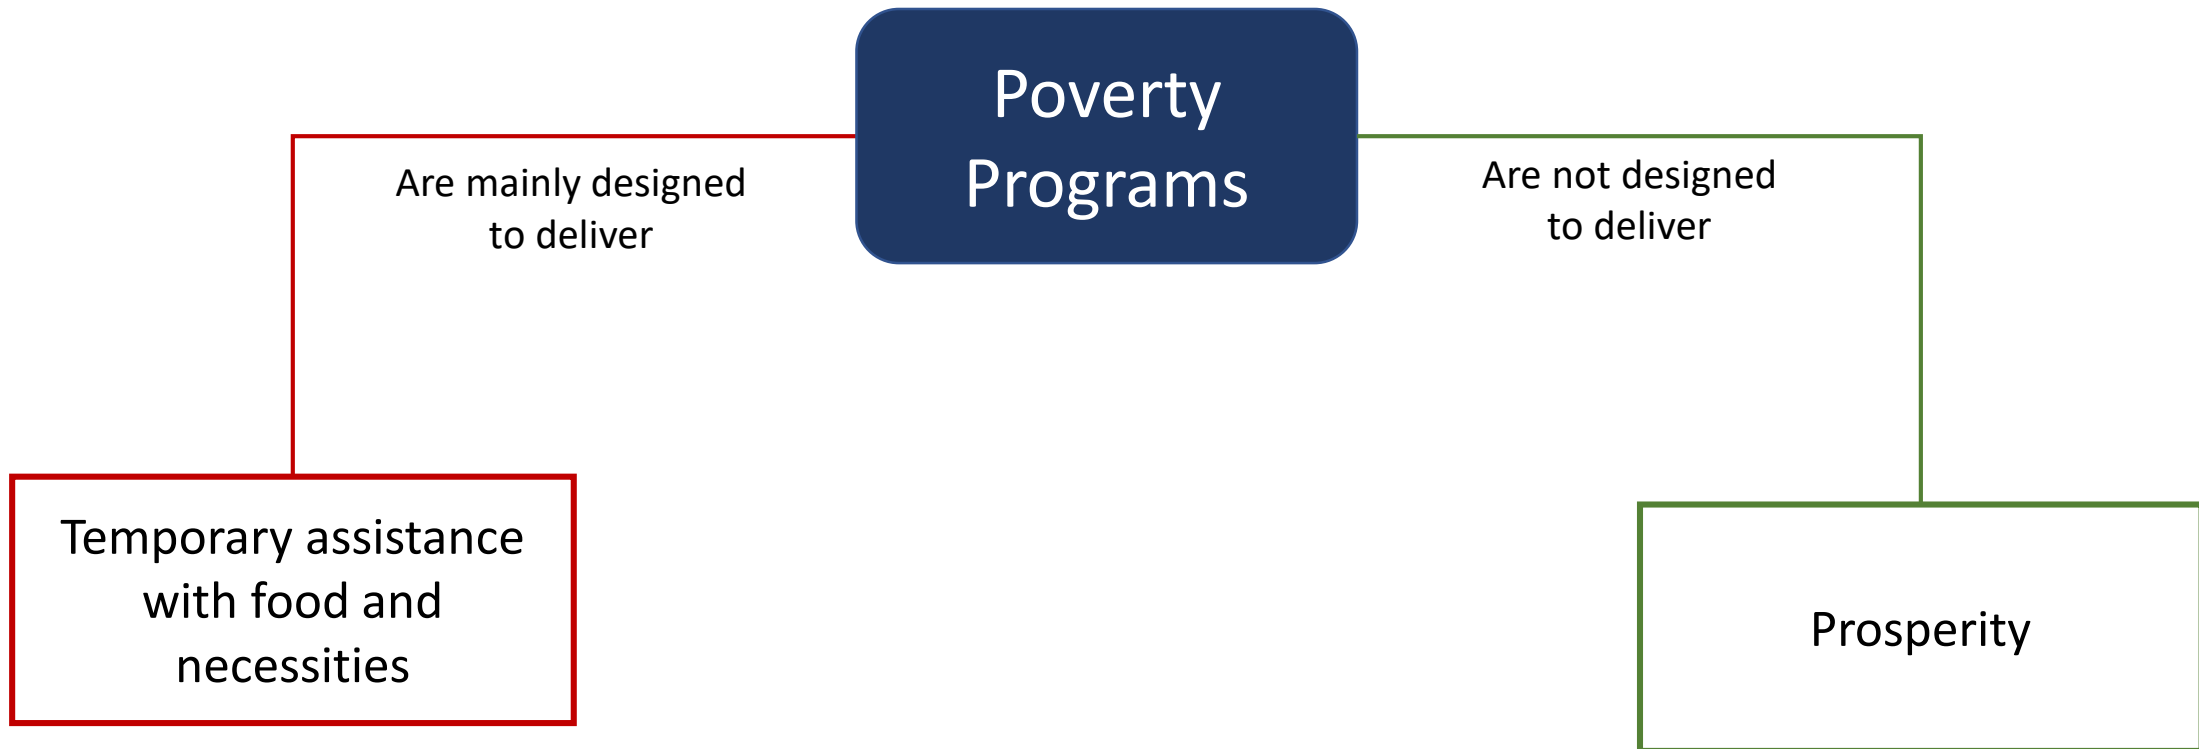 Poverty
Programs
Are mainly designed
to deliver
Are not designed
to deliver
Temporary assistance
with food and
necessities
Prosperity